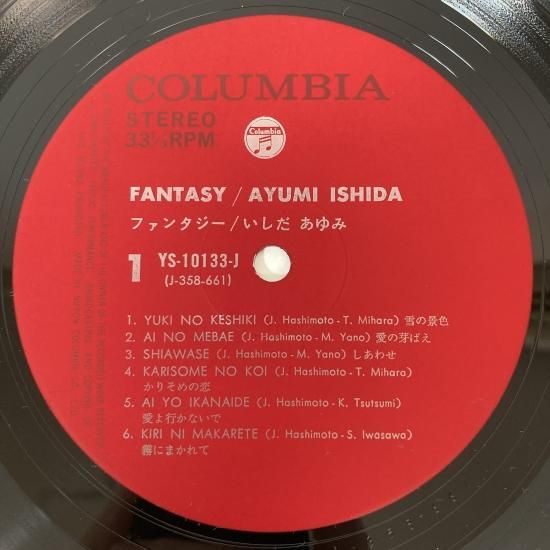 COLUMBIA
STEREO
33⅓RPM
Columbia
FANTASY / AYUMI ISHIDA
ファンタジー/いしだ あゆみ
1 YS-10133-J
(J-358-661)
1. YUKI NO KESHIKI (J. Hashimoto - T. Mihara) 雪の景色
2. AI NO MEBAE (J. Hashimoto - M. Yano) 愛の芽ばえ
3. SHIAWASE (J. Hashimoto - M. Yano) しあわせ
4. KARISOME NO KOI (J. Hashimoto - T. Mihara)
かりそめの恋
5. AI YO IKANAIDE (J. Hashimoto - K. Tsutsumi)
愛よ行かないで
6. KIRI NI MAKARETE (J. Hashimoto - S. Iwasawa)
霧にまかれて